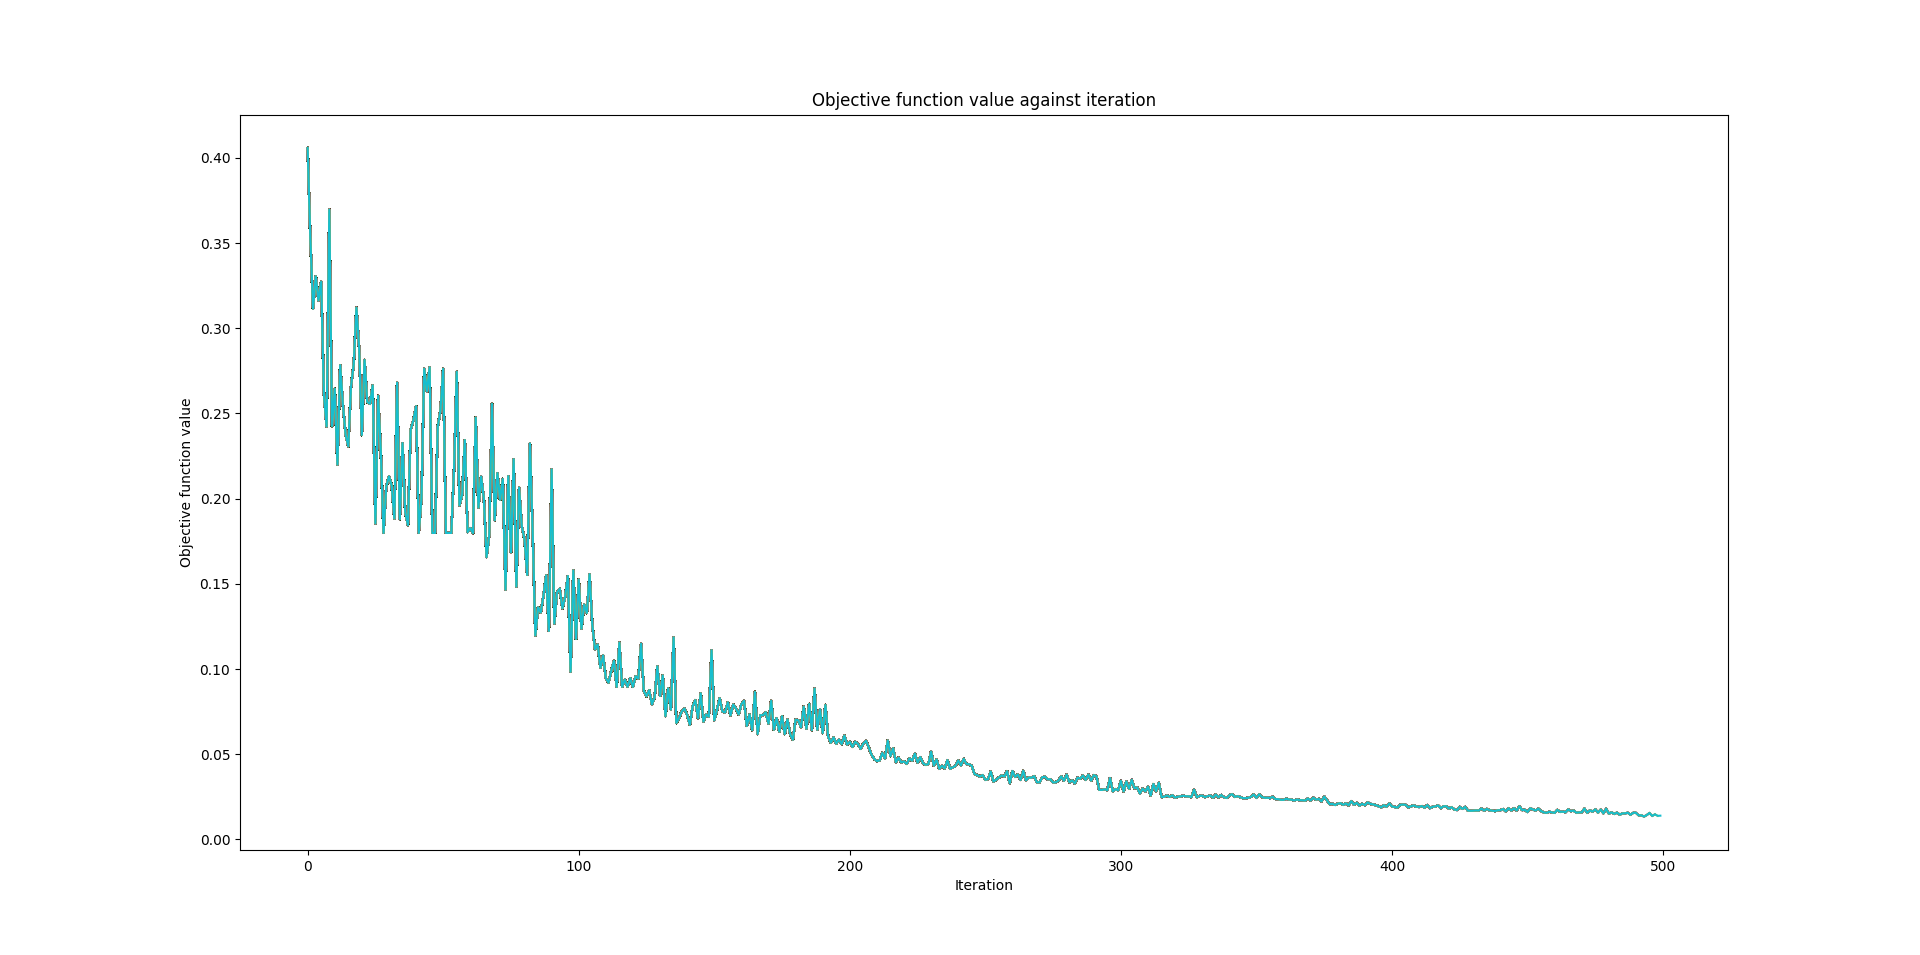 Objective function value against iteration
0.40
0.35
0.30
0.25
0.20
0.15
0.10
0.05
0.00
Objective function value
0 100 200 300 400 500
Iteration